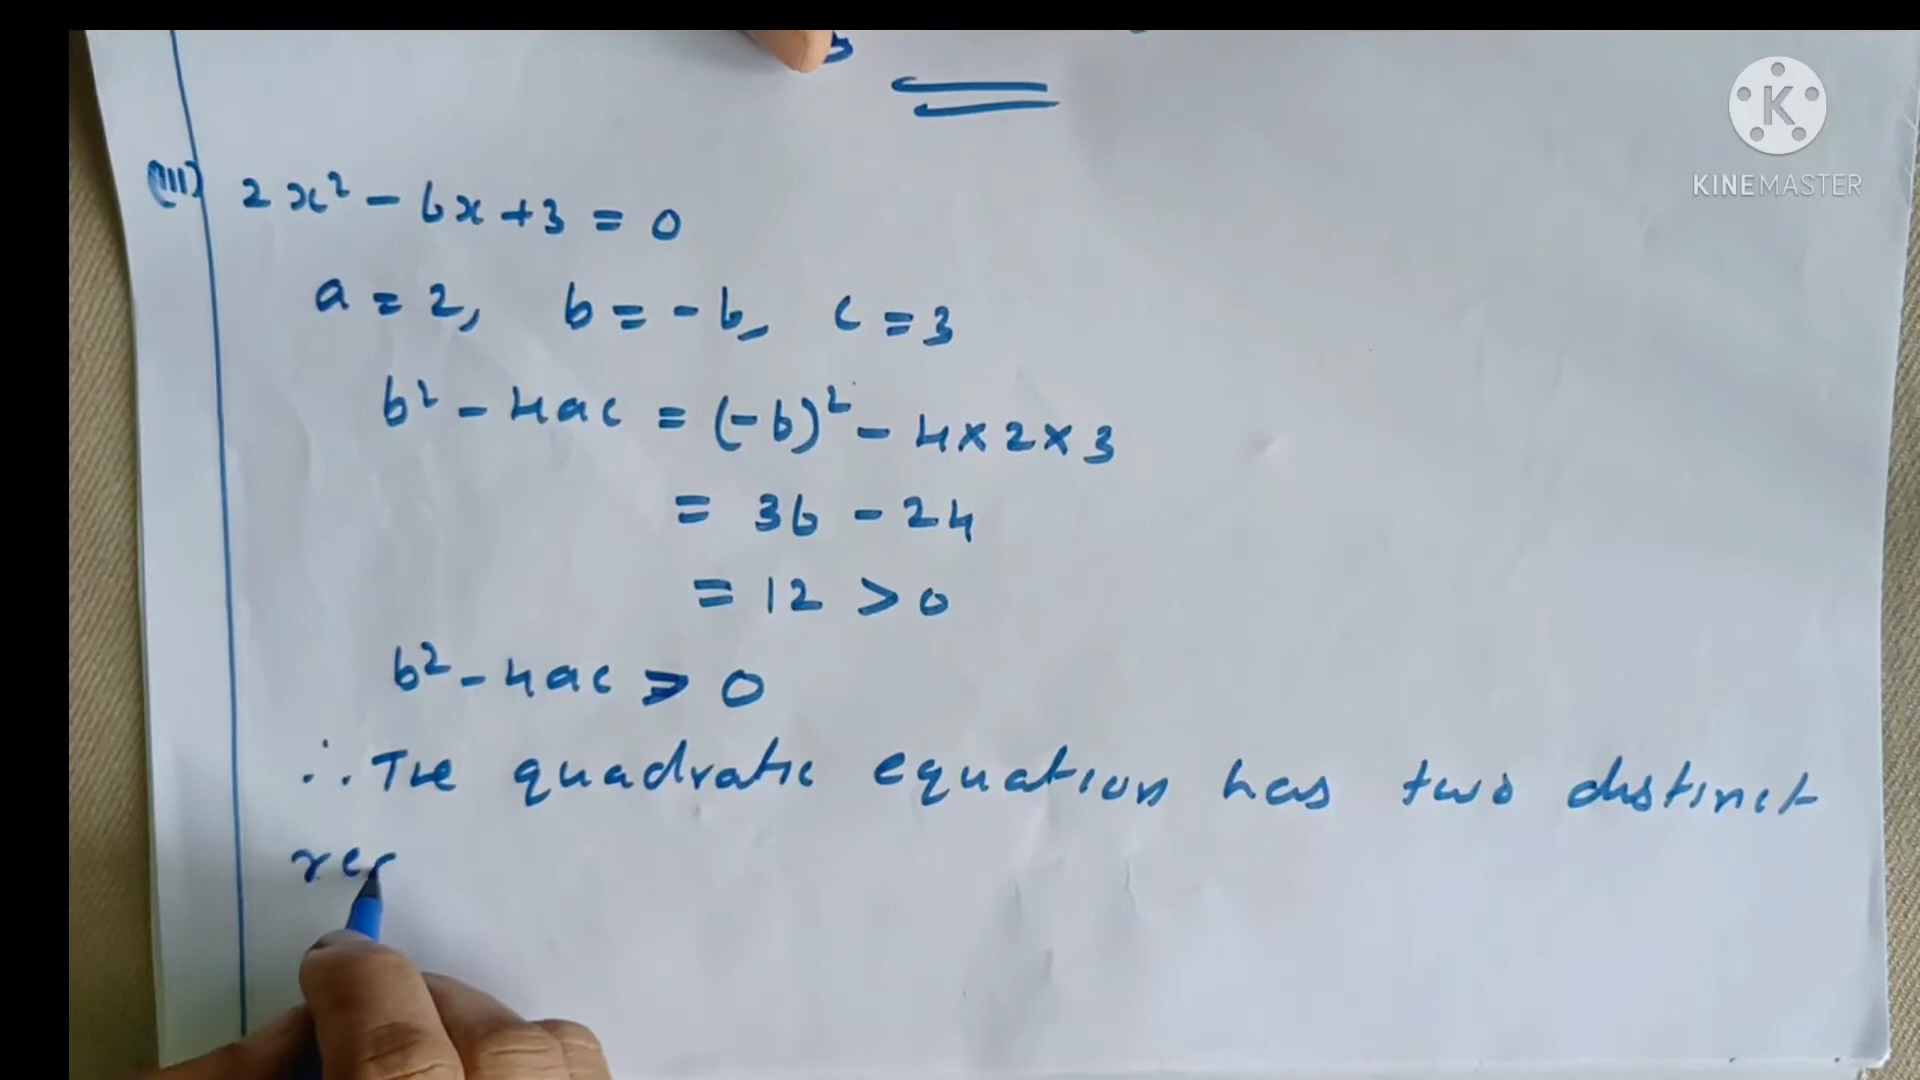 KINEMASTER
(III) 2x² - 6x + 3 = 0
a = 2, b = -6, c = 3
b² - 4ac = (-6)² - 4 × 2 × 3
= 36 - 24
= 12 > 0
b² - 4ac > 0
∴ The quadratic equation has two distinct